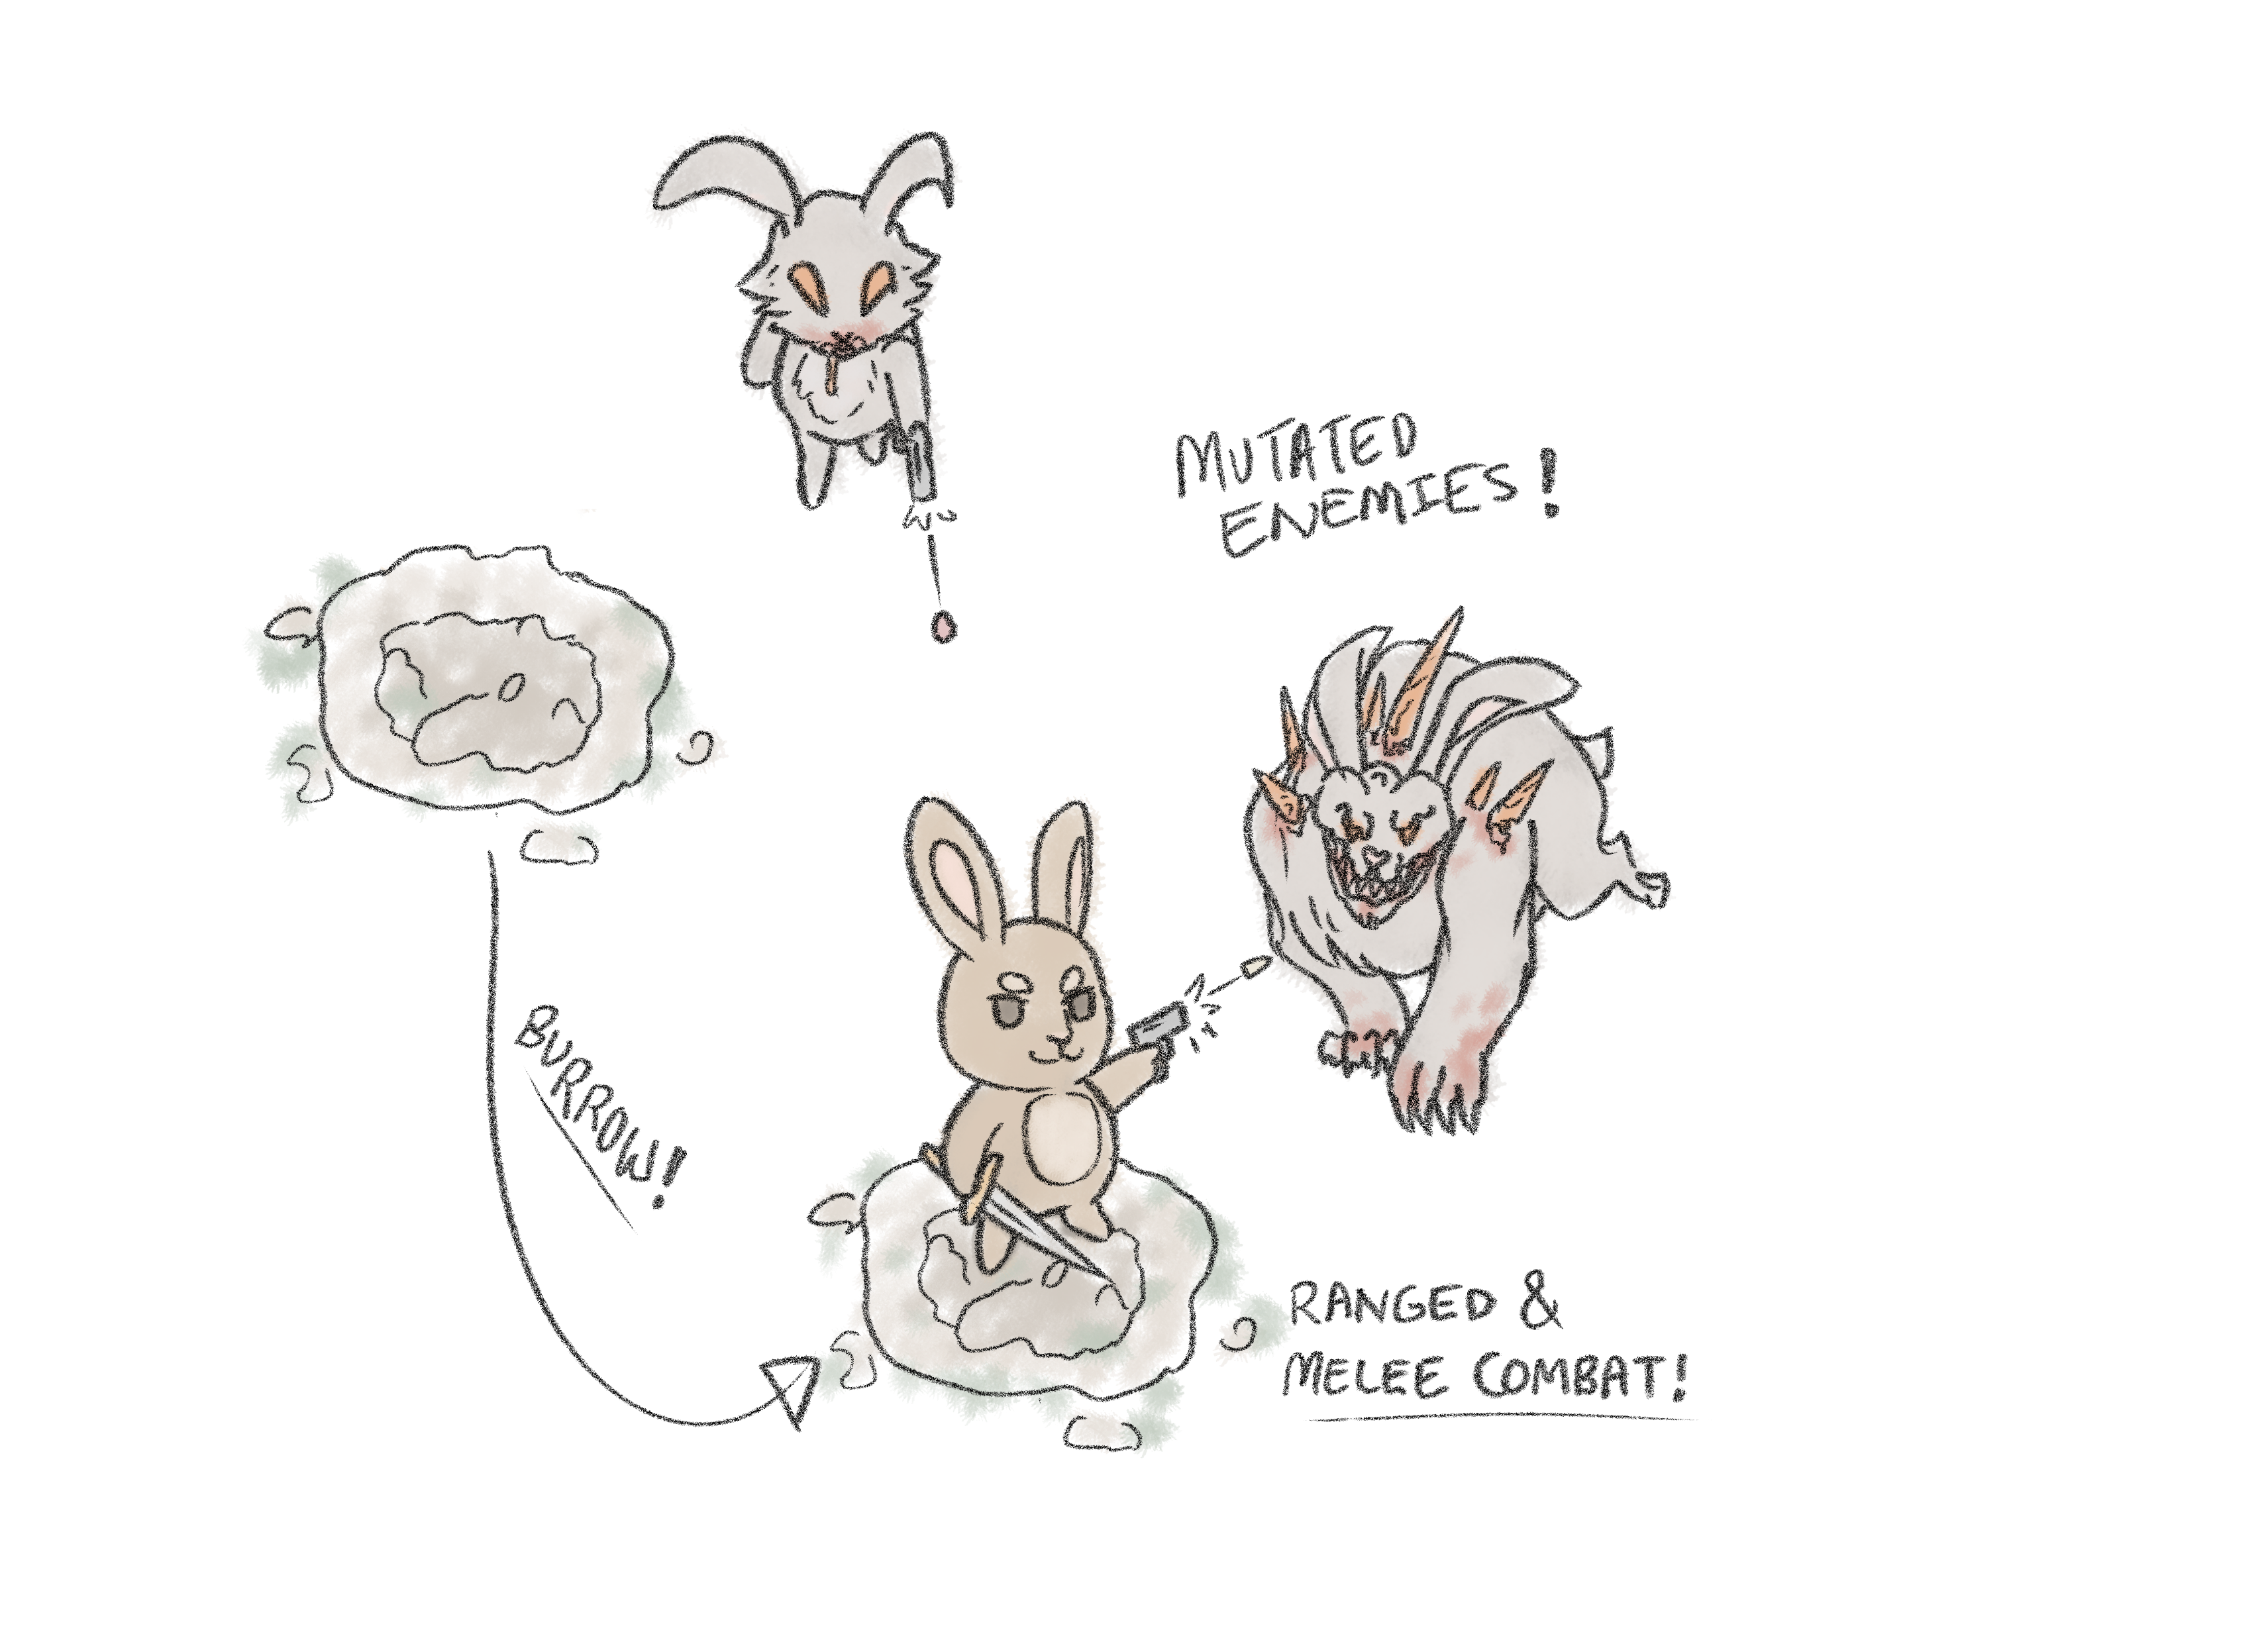 MUTATED
ENEMIES!
BURROW!
RANGED &
MELEE COMBAT!